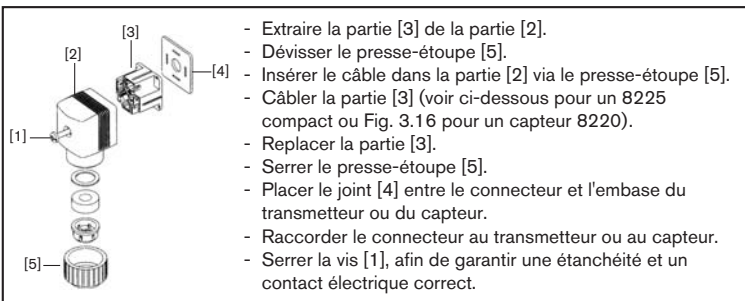 [3]
[2]
[4]
[1]
[5]
- Extraire la partie [3] de la partie [2].
- Dévisser le presse-étoupe [5].
- Insérer le câble dans la partie [2] via le presse-étoupe [5].
- Câbler la partie [3] (voir ci-dessous pour un 8225
compact ou Fig. 3.16 pour un capteur 8220).
- Replacer la partie [3].
- Serrer le presse-étoupe [5].
- Placer le joint [4] entre le connecteur et l'embase du
transmetteur ou du capteur.
- Raccorder le connecteur au transmetteur ou au capteur.
- Serrer la vis [1], afin de garantir une étanchéité et un
contact électrique correct.